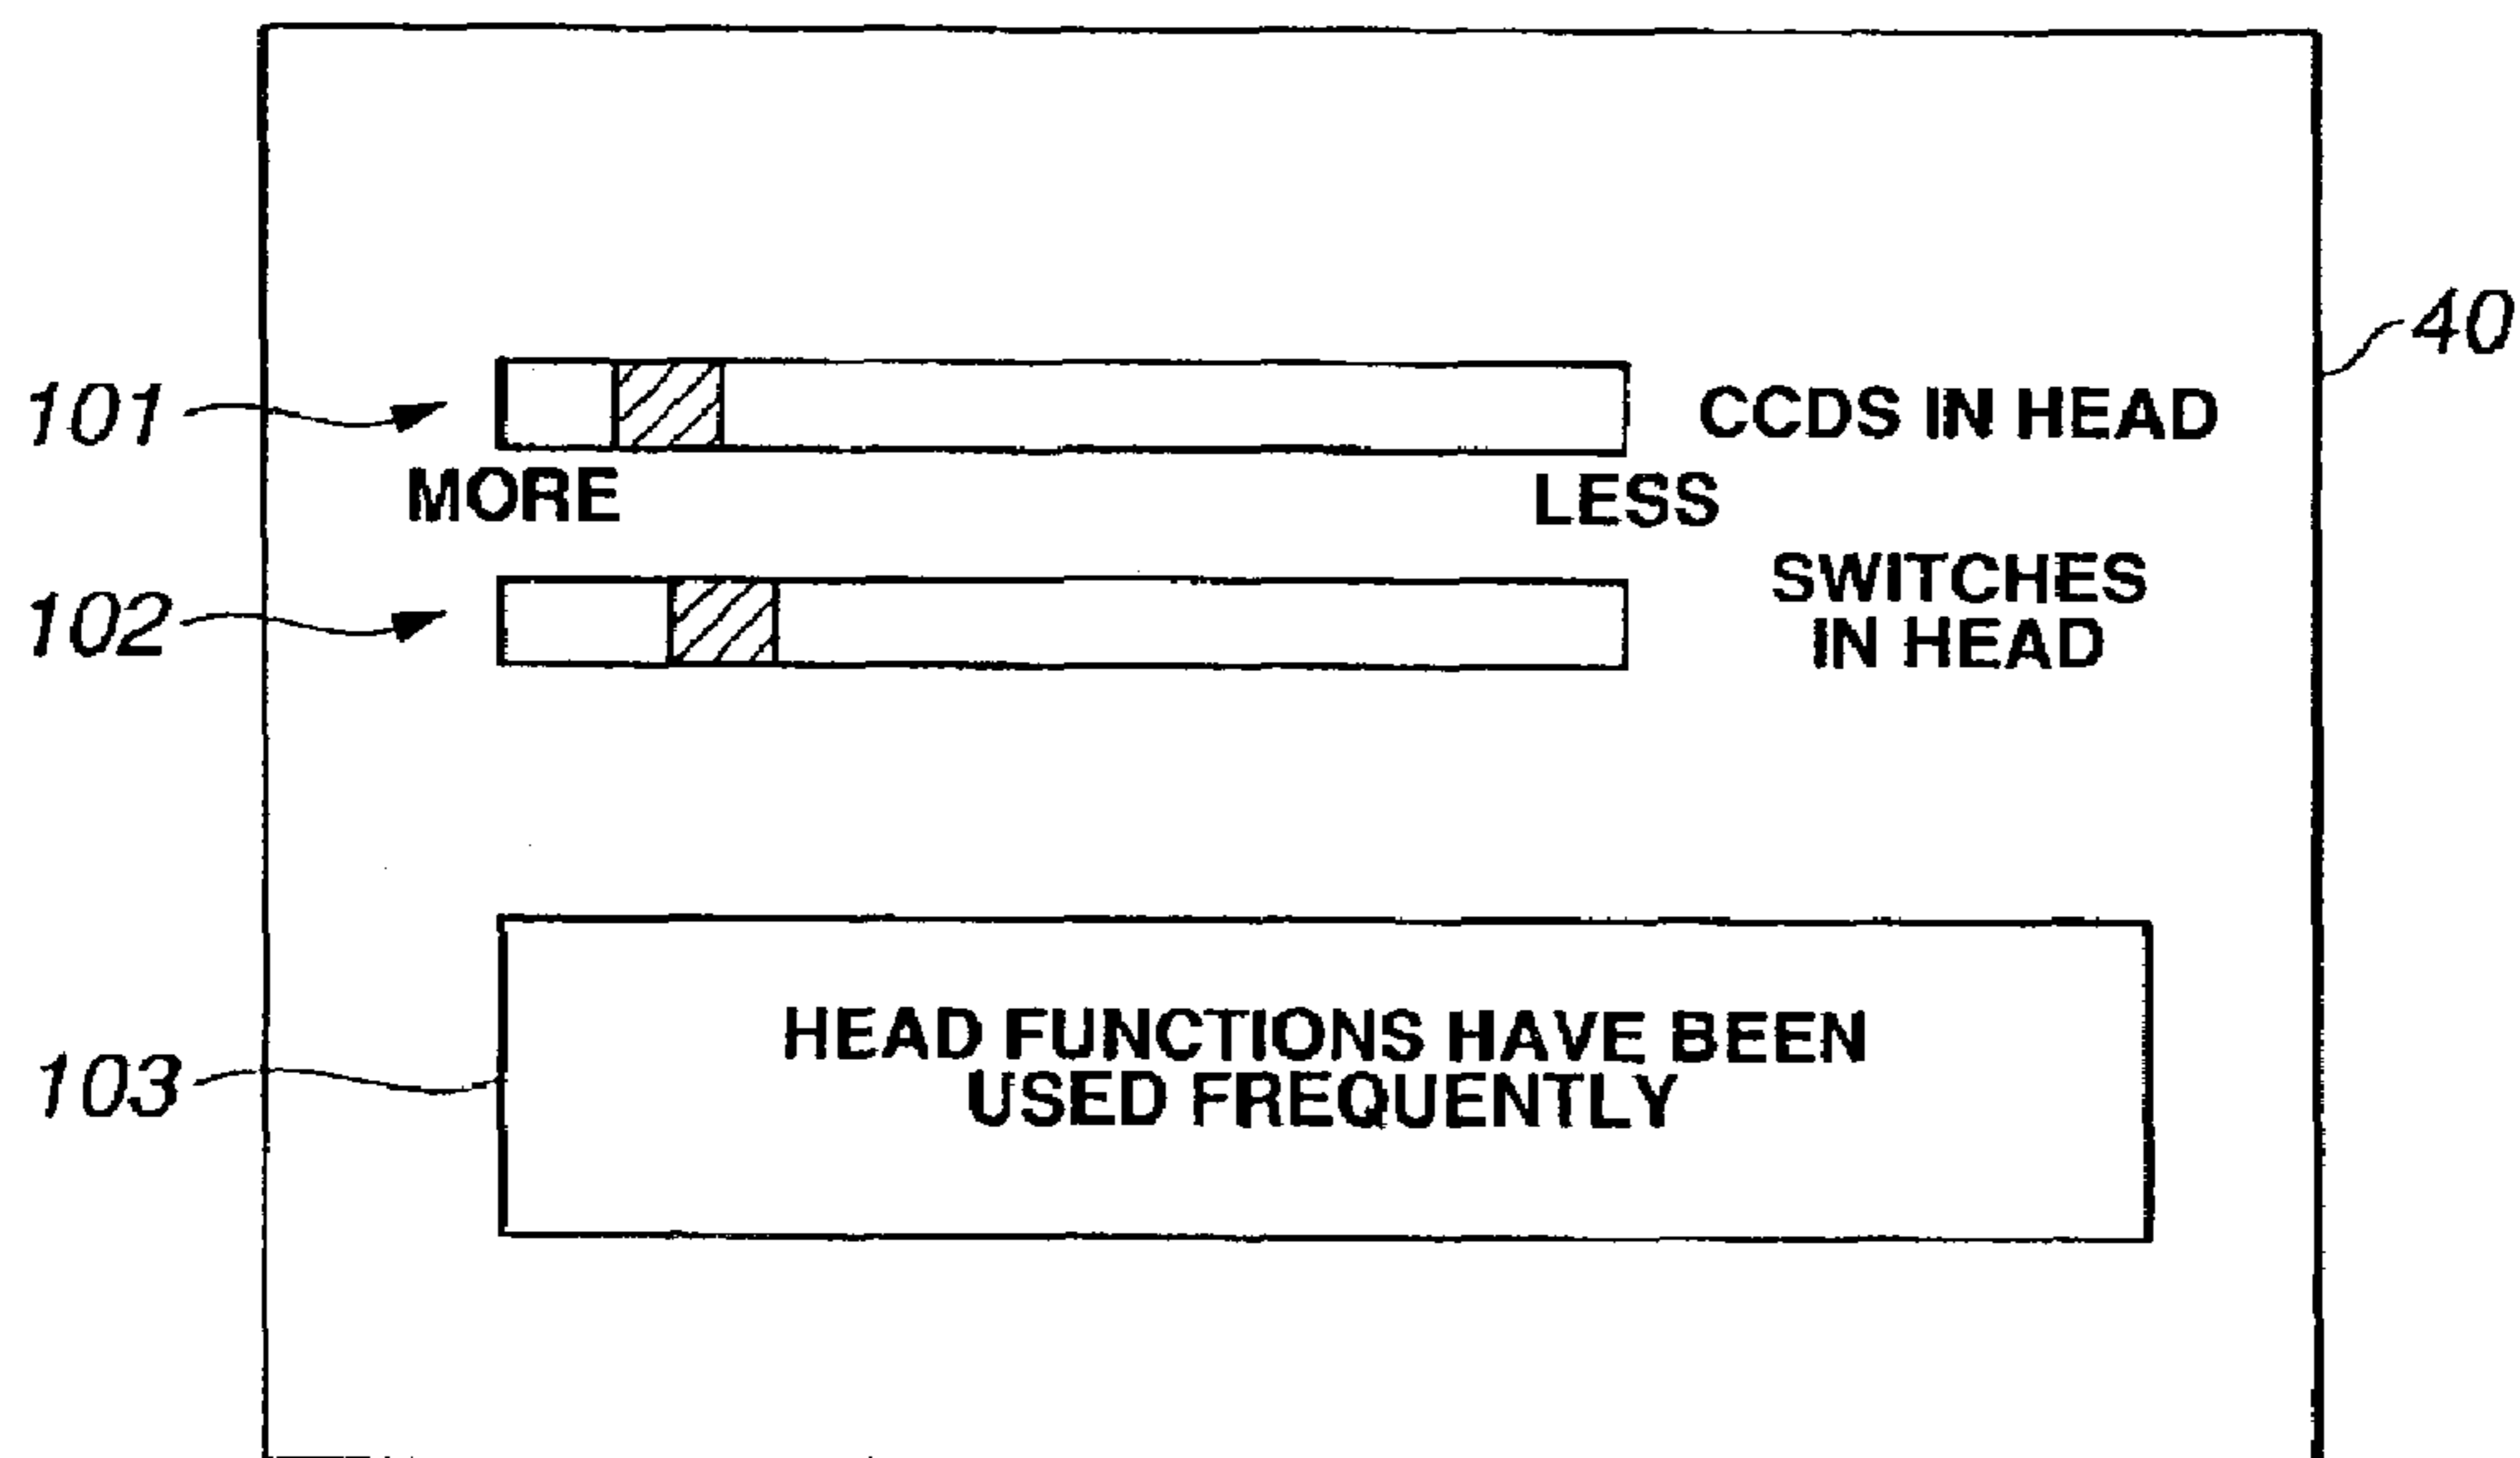 40
101
CCDS IN HEAD
MORE
LESS
102
SWITCHES
IN HEAD
103
HEAD FUNCTIONS HAVE BEEN
USED FREQUENTLY